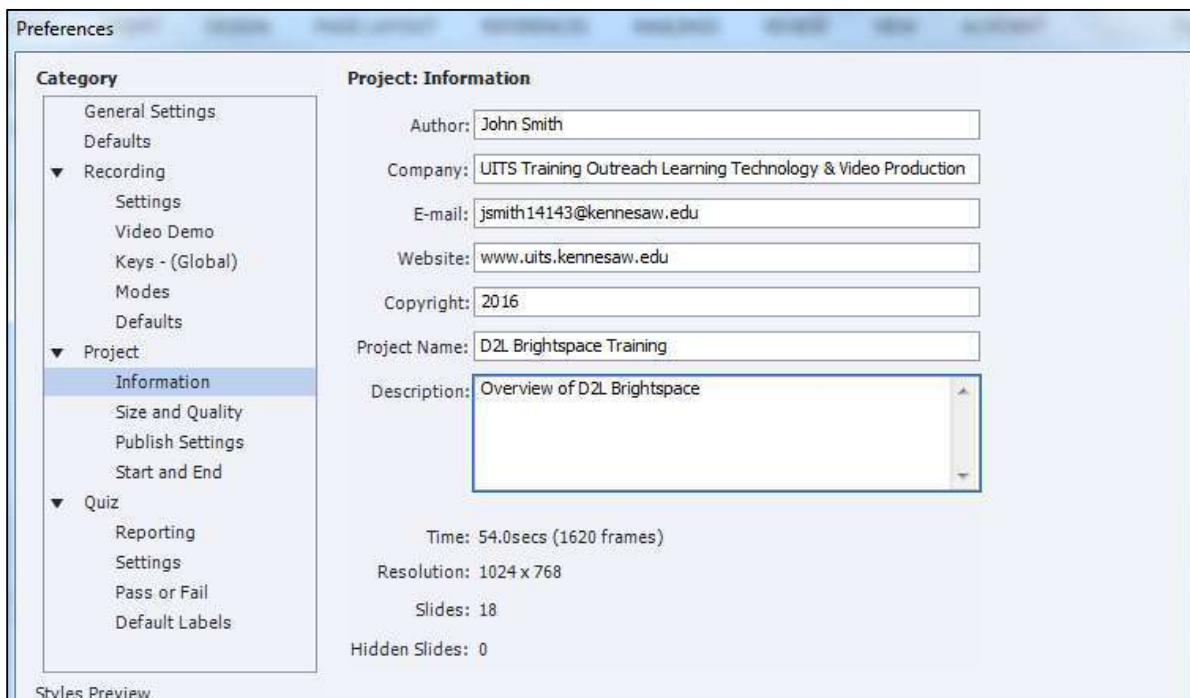 Preferences
Category
General Settings
Defaults
Recording
Settings
Video Demo
Keys - (Global)
Modes
Defaults
Project
Information
Size and Quality
Publish Settings
Start and End
Quiz
Reporting
Settings
Pass or Fail
Default Labels
Styles Preview
Project: Information
Author: John Smith
Company: UITS Training Outreach Learning Technology & Video Production
E-mail: jsmith14143@kennesaw.edu
Website: www.uits.kennesaw.edu
Copyright: 2016
Project Name: D2L Brightspace Training
Description: Overview of D2L Brightspace
Time: 54.0secs (1620 frames)
Resolution: 1024 x 768
Slides: 18
Hidden Slides: 0